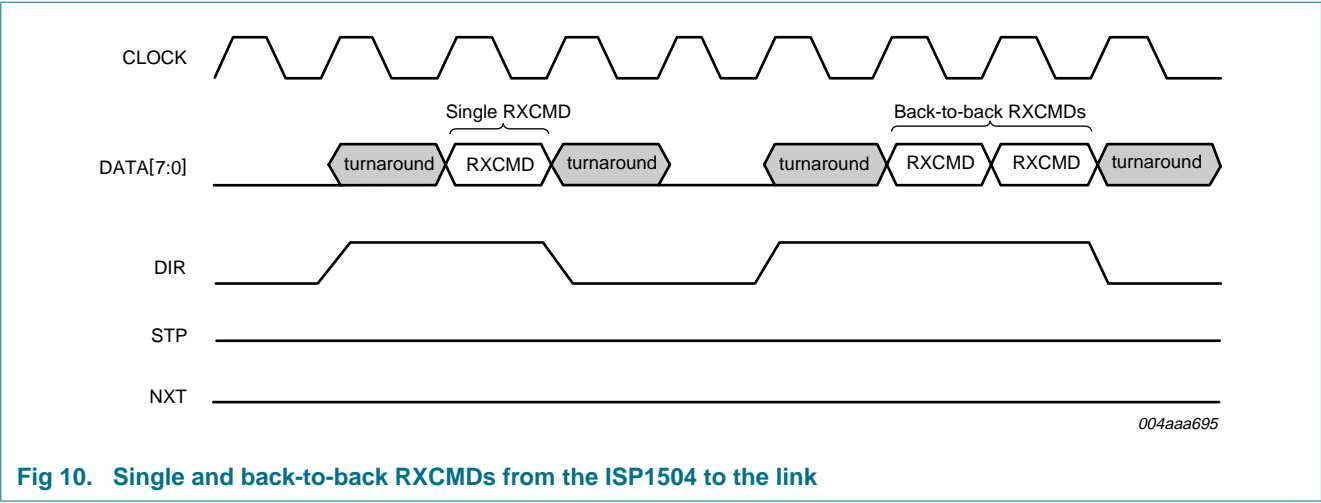 CLOCK
Single RXCMD
Back-to-back RXCMDs
DATA[7:0]
turnaround RXCMD turnaround turnaround RXCMD RXCMD turnaround
DIR
STP
NXT
004aaa695
Fig 10. Single and back-to-back RXCMDs from the ISP1504 to the link